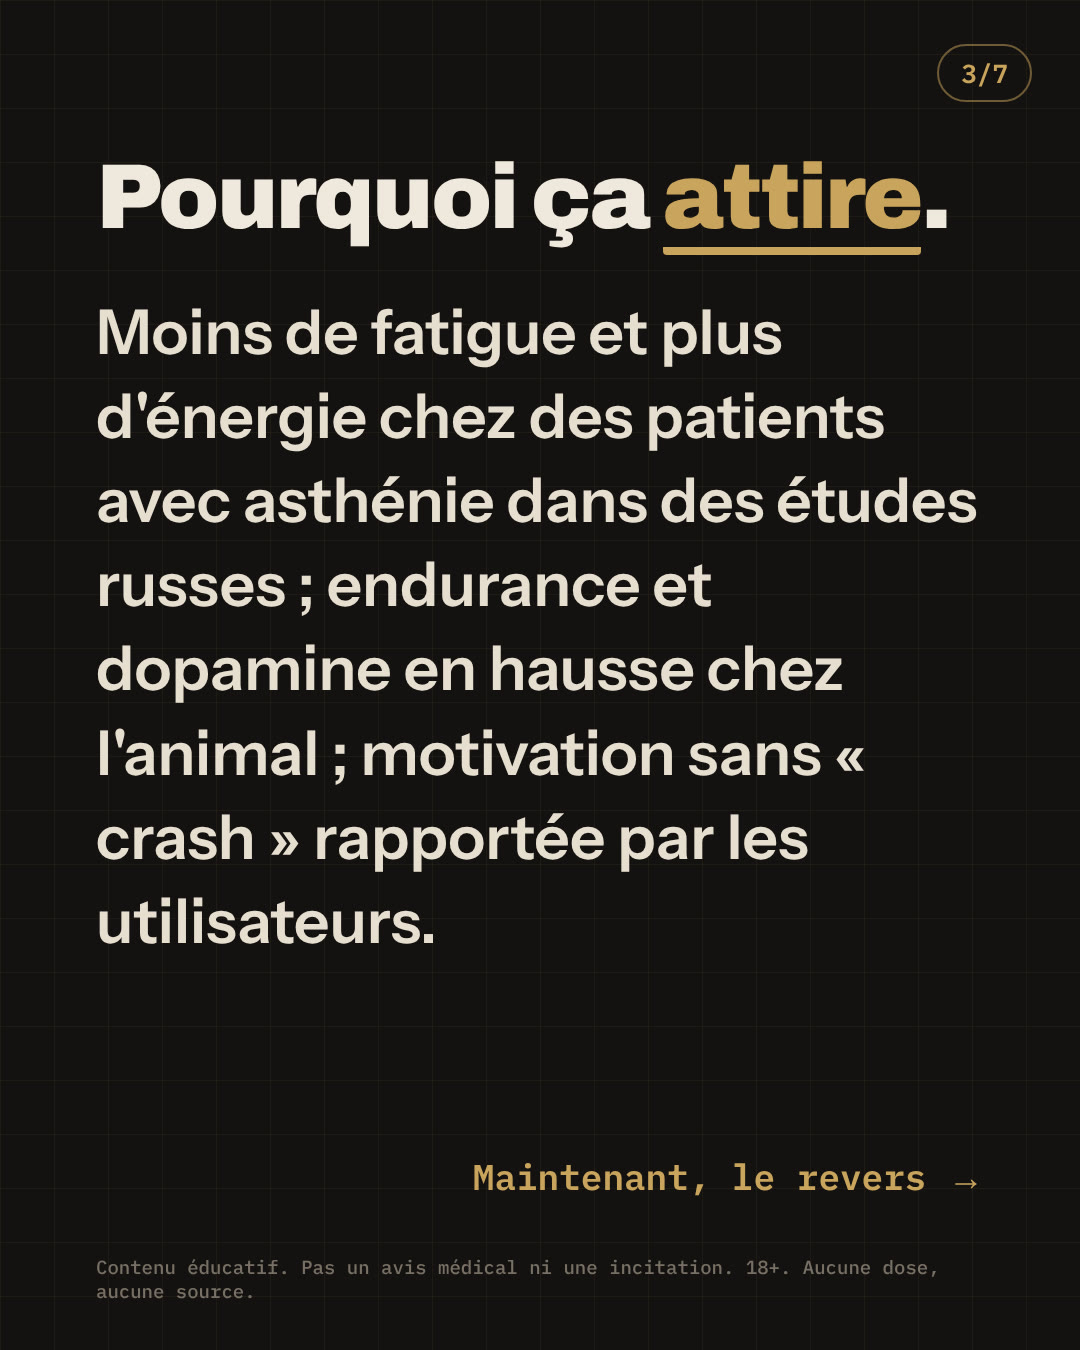 3/7
Pourquoi ça attire.
Moins de fatigue et plus
d'énergie chez des patients
avec asthénie dans des études
russes ; endurance et
dopamine en hausse chez
l'animal ; motivation sans «
crash » rapportée par les
utilisateurs.
Maintenant, le revers →
Contenu éducatif. Pas un avis médical ni une incitation. 18+. Aucune dose,
aucune source.